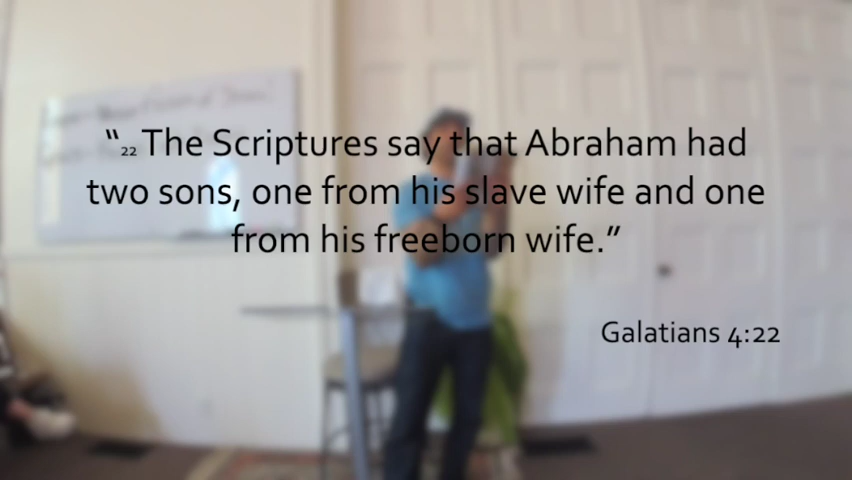 “22 The Scriptures say that Abraham had
two sons, one from his slave wife and one
from his freeborn wife.”
Galatians 4:22